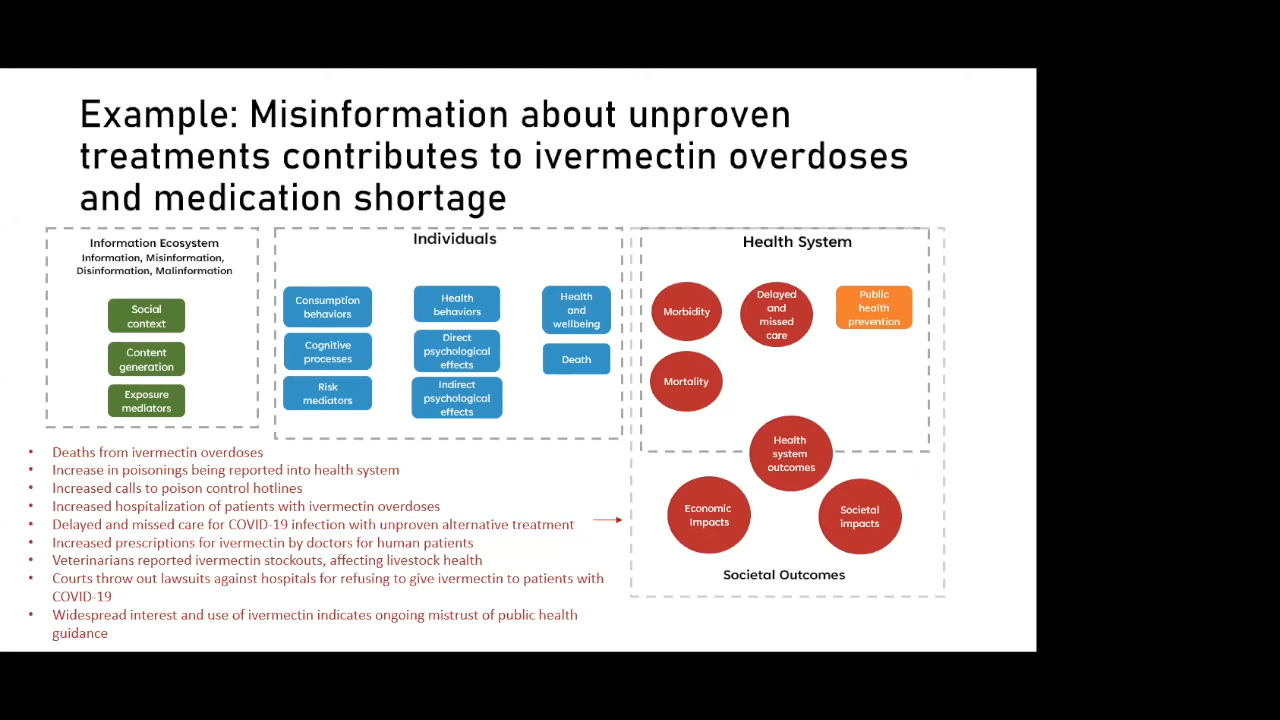 Example: Misinformation about unproven
treatments contributes to ivermectin overdoses
and medication shortage
Information Ecosystem
Information, Misinformation,
Disinformation, Malinformation
Social
context
Content
generation
Exposure
mediators
Individuals
Consumption
behaviors
Cognitive
processes
Risk
mediators
Health
behaviors
Direct
psychological
effects
Indirect
psychological
effects
Health
and
wellbeing
Death
Health System
Morbidity
Mortality
Delayed
and
missed
care
Public
health
prevention
Health
system
outcomes
Economic
Impacts
Societal
impacts
Societal Outcomes
• Deaths from ivermectin overdoses
• Increase in poisonings being reported into health system
• Increased calls to poison control hotlines
• Increased hospitalization of patients with ivermectin overdoses
• Delayed and missed care for COVID-19 infection with unproven alternative treatment
• Increased prescriptions for ivermectin by doctors for human patients
• Veterinarians reported ivermectin stockouts, affecting livestock health
• Courts throw out lawsuits against hospitals for refusing to give ivermectin to patients with
COVID-19
• Widespread interest and use of ivermectin indicates ongoing mistrust of public health
guidance